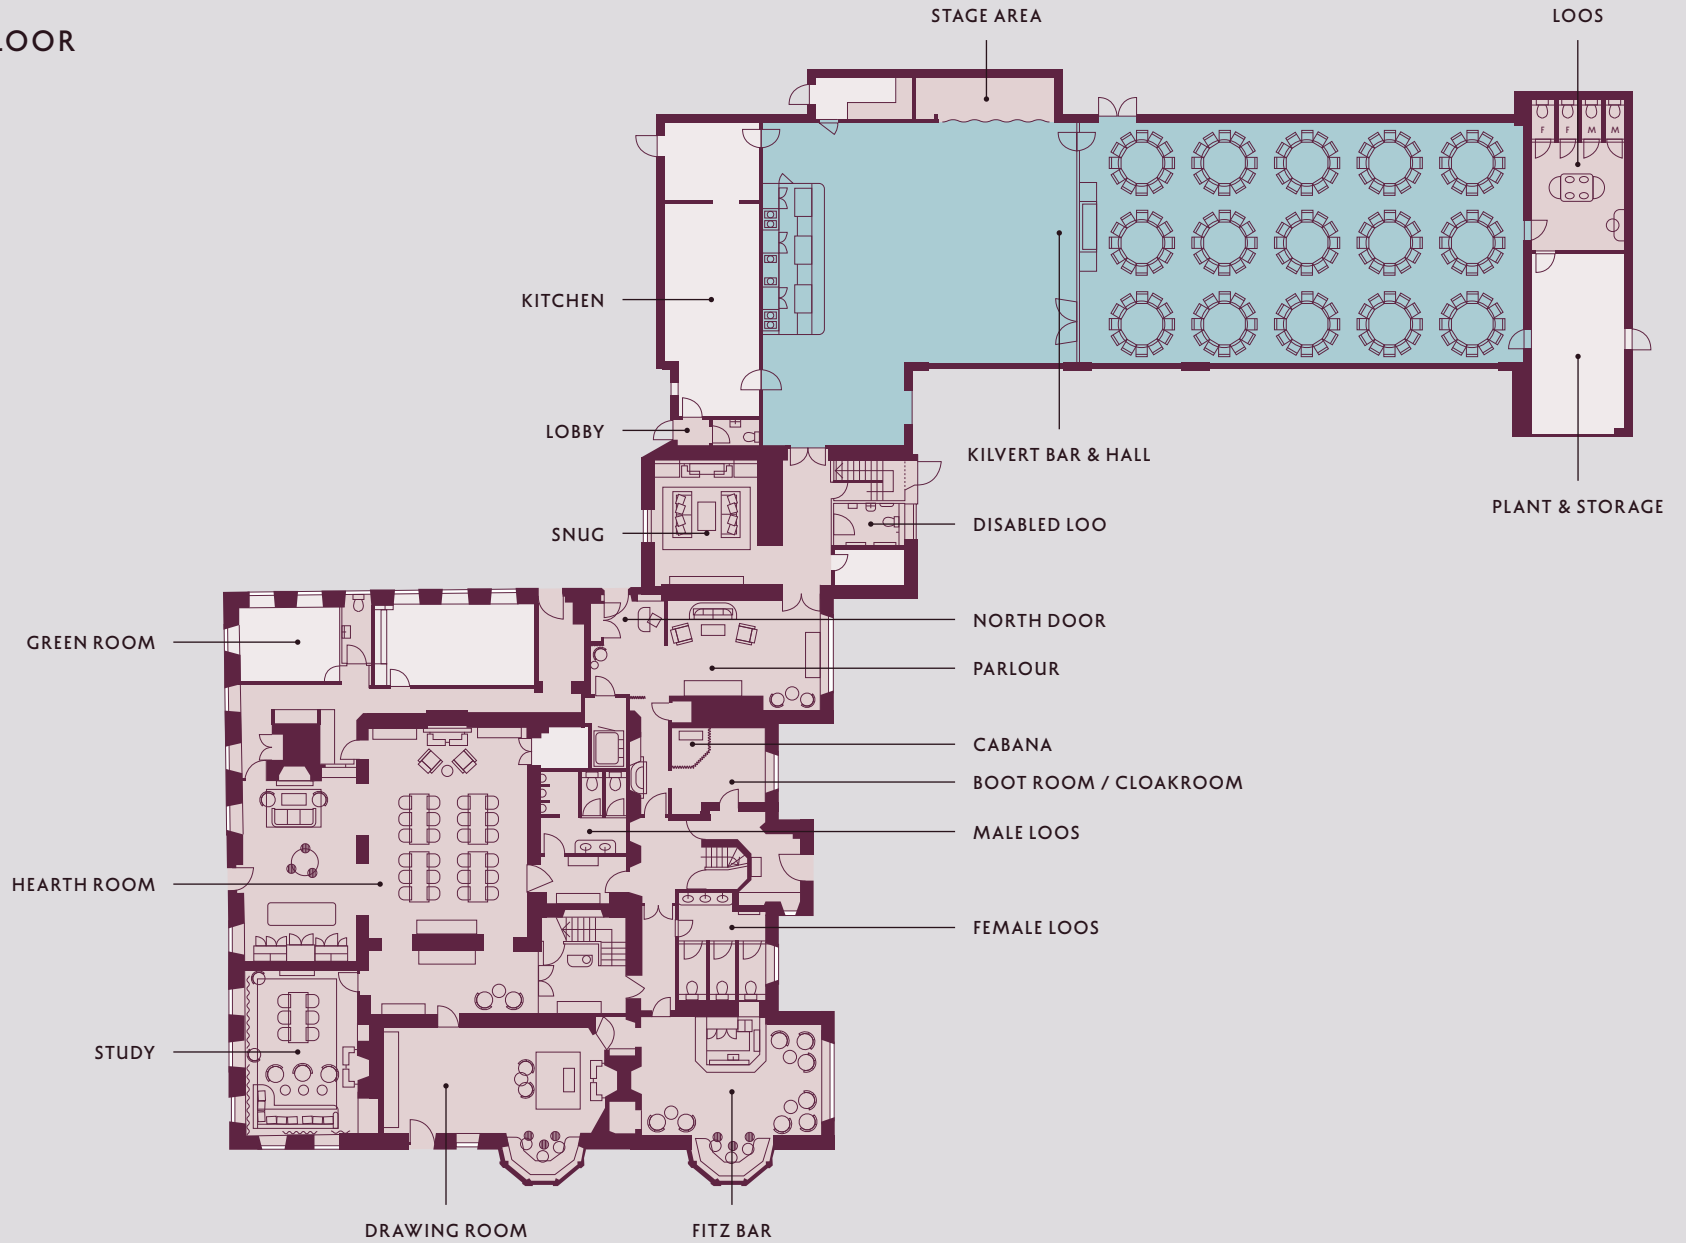 LOOR
STAGE AREA
LOOS
F F M M
KITCHEN
LOBBY
KILVERT BAR & HALL
PLANT & STORAGE
SNUG
DISABLED LOO
NORTH DOOR
GREEN ROOM
PARLOUR
CABANA
BOOT ROOM / CLOAKROOM
MALE LOOS
HEARTH ROOM
FEMALE LOOS
STUDY
DRAWING ROOM
FITZ BAR